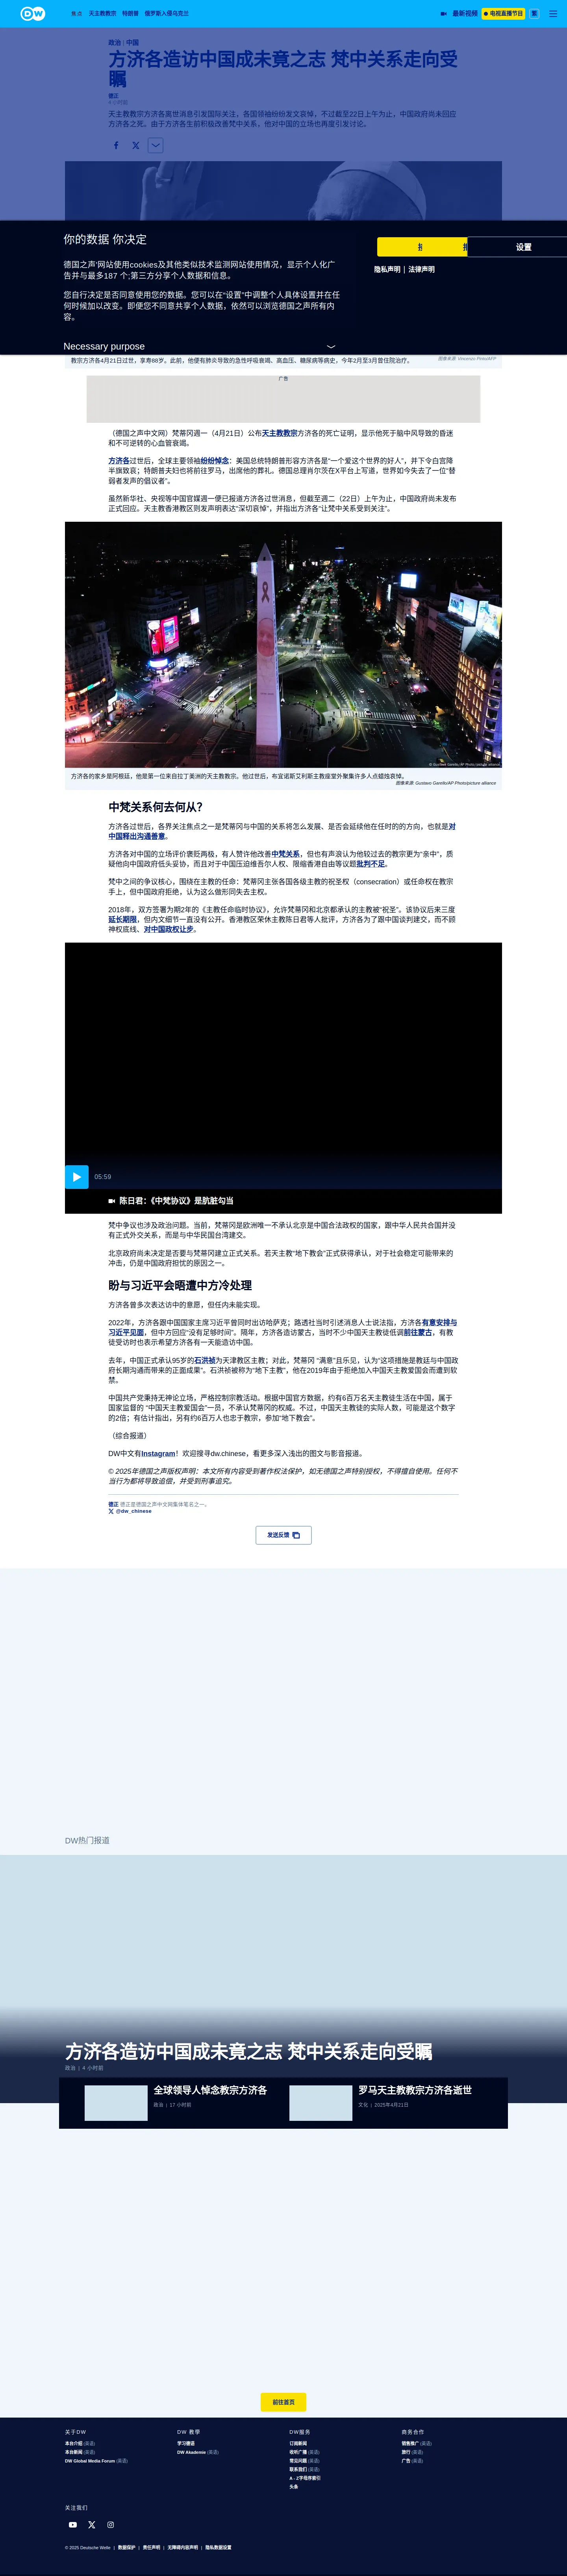 DW
焦点 天主教教宗 特朗普 俄罗斯入侵乌克兰
最新视频
电视直播节目
繁
政治 | 中国
方济各造访中国成未竟之志 梵中关系走向受
瞩
德正
4 小时前
天主教教宗方济各离世消息引发国际关注，各国领袖纷纷发文哀悼，不过截至22日上午为止，中国政府尚未回应
方济各之死。由于方济各生前积极改善梵中关系，他对中国的立场也再度引发讨论。
你的数据 你决定
设置
德国之声'网站使用cookies及其他类似技术监测网站使用情况，显示个人化广
告并与最多187 个;第三方分享个人数据和信息。
隐私声明 | 法律声明
您自行决定是否同意使用您的数据。您可以在"设置"中调整个人具体设置并在任
何时候加以改变。即便您不同意共享个人数据，依然可以浏览德国之声所有内
容。
Necessary purpose
教宗方济各4月21日过世，享寿88岁。此前，他便有肺炎导致的急性呼吸衰竭、高血压、糖尿病等病史，今年2月至3月曾住院治疗。
图像来源: Vincenzo Pinto/AFP
广告
（德国之声中文网）梵蒂冈週一（4月21日）公布天主教教宗方济各的死亡证明，显示他死于脑中风导致的昏迷
和不可逆转的心血管衰竭。
方济各过世后，全球主要领袖纷纷悼念：美国总统特朗普形容方济各是"一个爱这个世界的好人"，并下令白宫降
半旗致哀；特朗普夫妇也将前往罗马，出席他的葬礼。德国总理肖尔茨在X平台上写道，世界如今失去了一位"替
弱者发声的倡议者"。
虽然新华社、央视等中国官媒週一便已报道方济各过世消息，但截至週二（22日）上午为止，中国政府尚未发布
正式回应。天主教香港教区则发声明表达"深切哀悼"，并指出方济各"让梵中关系受到关注"。
© Gustavo Garello/AP Photo/picture alliance
方济各的家乡是阿根廷，他是第一位来自拉丁美洲的天主教教宗。他过世后，布宜诺斯艾利斯主教座堂外聚集许多人点蜡烛哀悼。
图像来源: Gustavo Garello/AP Photo/picture alliance
中梵关系何去何从？
方济各过世后，各界关注焦点之一是梵蒂冈与中国的关系将怎么发展、是否会延续他在任时的的方向，也就是对
中国释出沟通善意。
方济各对中国的立场评价褒贬两极，有人赞许他改善中梵关系，但也有声浪认为他较过去的教宗更为"亲中"，质
疑他向中国政府低头妥协，而且对于中国压迫维吾尔人权、限缩香港自由等议题批判不足。
梵中之间的争议核心，围绕在主教的任命：梵蒂冈主张各国各级主教的祝圣权（consecration）或任命权在教宗
手上，但中国政府拒绝，认为这么做形同失去主权。
2018年，双方签署为期2年的《主教任命临时协议》，允许梵蒂冈和北京都承认的主教被"祝圣"。该协议后来三度
延长期限，但内文细节一直没有公开。香港教区荣休主教陈日君等人批评，方济各为了跟中国谈判建交，而不顾
神权底线、对中国政权让步。
05:59
陈日君：《中梵协议》是肮脏勾当
梵中争议也涉及政治问题。当前，梵蒂冈是欧洲唯一不承认北京是中国合法政权的国家，跟中华人民共合国并没
有正式外交关系，而是与中华民国台湾建交。
北京政府尚未决定是否要与梵蒂冈建立正式关系。若天主教"地下教会"正式获得承认，对于社会稳定可能带来的
冲击，仍是中国政府担忧的原因之一。
盼与习近平会晤遭中方冷处理
方济各曾多次表达访中的意愿，但任内未能实现。
2022年，方济各跟中国国家主席习近平曾同时出访哈萨克；路透社当时引述消息人士说法指，方济各有意安排与
习近平见面，但中方回应"没有足够时间"。隔年，方济各造访蒙古，当时不少中国天主教徒低调前往蒙古，有教
徒受访时也表示希望方济各有一天能造访中国。
去年，中国正式承认95岁的石洪祯为天津教区主教；对此，梵蒂冈 "满意"且乐见，认为"这项措施是教廷与中国政
府长期沟通而带来的正面成果"。石洪祯被称为"地下主教"，他在2019年由于拒绝加入中国天主教爱国会而遭到软
禁。
中国共产党秉持无神论立场，严格控制宗教活动。根据中国官方数据，约有6百万名天主教徒生活在中国，属于
国家监督的 "中国天主教爱国会"一员，不承认梵蒂冈的权威。不过，中国天主教徒的实际人数，可能是这个数字
的2倍；有估计指出，另有约6百万人也忠于教宗，参加"地下教会"。
（综合报道）
DW中文有Instagram！欢迎搜寻dw.chinese，看更多深入浅出的图文与影音报道。
© 2025年德国之声版权声明：本文所有内容受到著作权法保护，如无德国之声特别授权，不得擅自使用。任何不
当行为都将导致追偿，并受到刑事追究。
德正 德正是德国之声中文网集体笔名之一。
@dw_chinese
发送反馈
DW热门报道
方济各造访中国成未竟之志 梵中关系走向受瞩
政治 | 4 小时前
全球领导人悼念教宗方济各
政治 | 17 小时前
罗马天主教教宗方济各逝世
文化 | 2025年4月21日
前往首页
关于DW
本台介绍 (英语)
本台新闻 (英语)
DW Global Media Forum (英语)
DW 教学
学习德语
DW Akademie (英语)
DW服务
订阅新闻
收听广播 (英语)
常见问题 (英语)
联系我们 (英语)
A - Z字母序索引
头条
商务合作
销售推广 (英语)
旅行 (英语)
广告 (英语)
关注我们
© 2025 Deutsche Welle | 数据保护 | 责任声明 | 无障碍内容声明 | 隐私数据设置